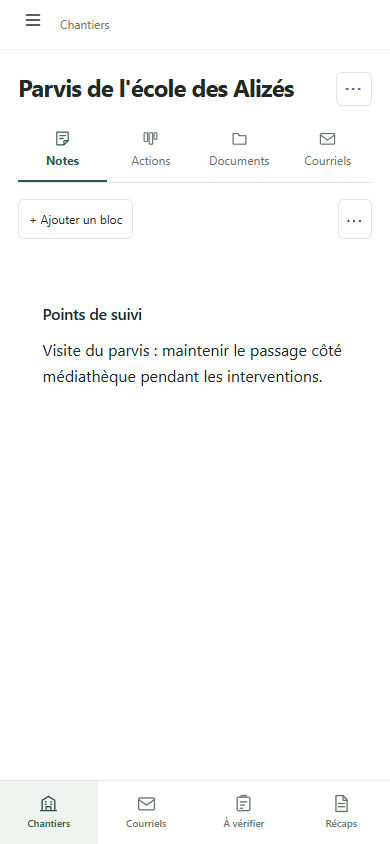 Chantiers
Parvis de l'école des Alizés
...
Notes
Actions
Documents
Courriels
+ Ajouter un bloc
...
Points de suivi
Visite du parvis : maintenir le passage côté
médiathèque pendant les interventions.
Chantiers
Courriels
À vérifier
Récaps